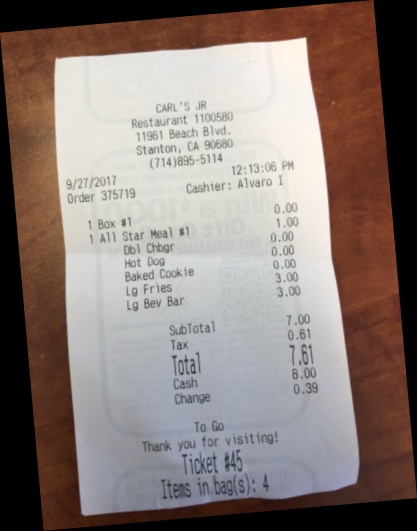 CARL'S JR
Restaurant 1100580
11961 Beach Blvd.
Stanton, CA 90680
(714)895-5114
9/27/2017 12:13:06 PM
Order 375719 Cashier: Alvaro I
1 Box #1 0.00
1 All Star Meal #1 1.00
Dbl Chbgr 0.00
Hot Dog 0.00
Baked Cookie 0.00
Lg Fries 3.00
Lg Bev Bar 3.00
SubTotal 7.00
Tax 0.61
Total 7.61
Cash 8.00
Change 0.39
To Go
Thank you for visiting!
Ticket #45
Items in bag(s): 4